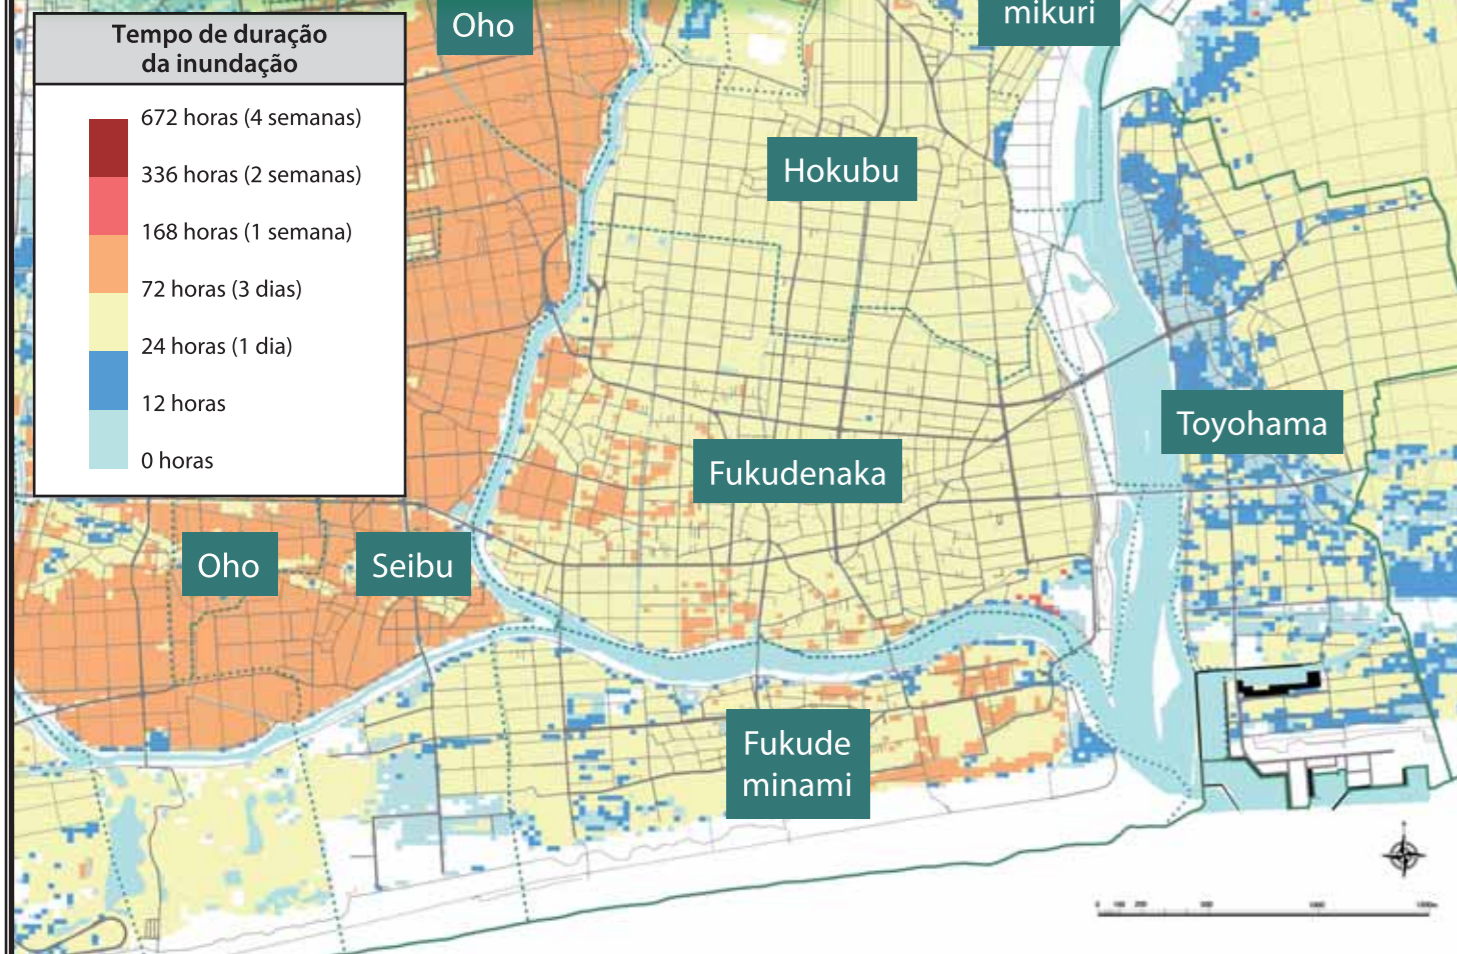 Tempo de duração
da inundação
672 horas (4 semanas)
336 horas (2 semanas)
168 horas (1 semana)
72 horas (3 dias)
24 horas (1 dia)
12 horas
0 horas
Oho
mikuri
Hokubu
Toyohama
Fukudenaka
Oho
Seibu
Fukude
minami